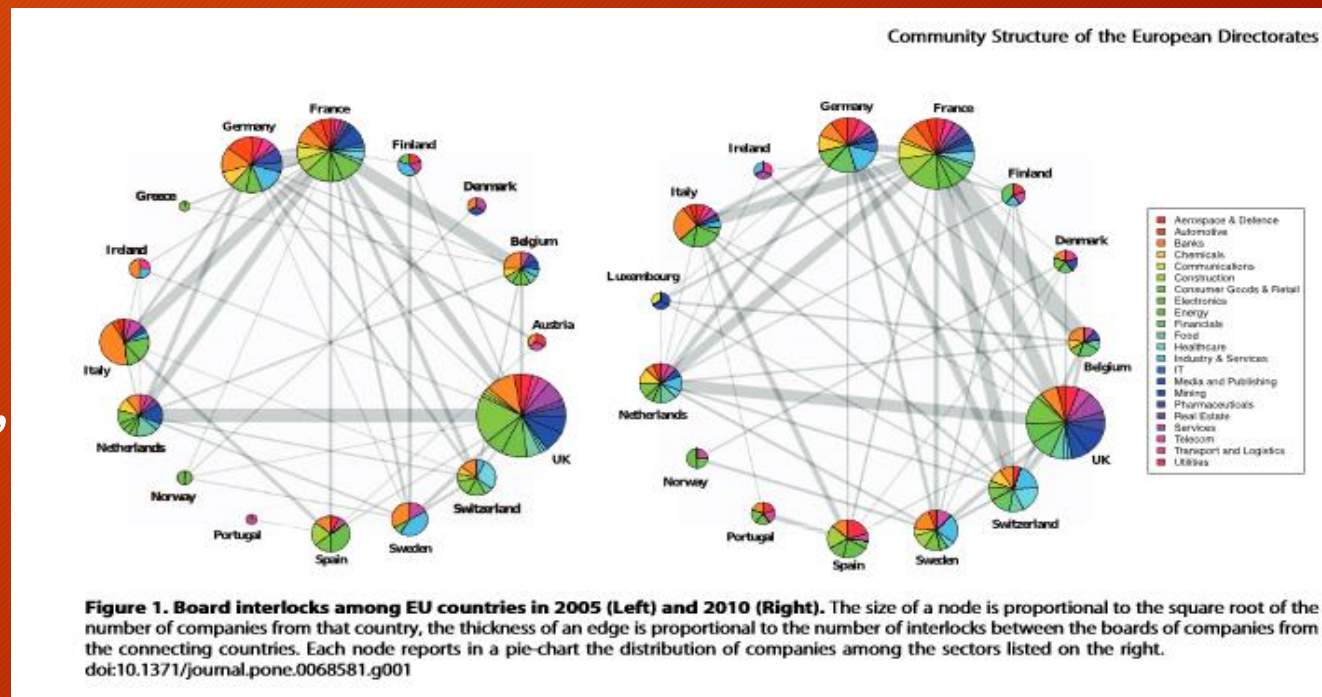 Community Structure of the European Directorates
France
Germany
Finland
Greece
Denmark
Ireland
Belgium
Austria
Italy
Netherlands
UK
Norway
Switzerland
Portugal
Sweden
Spain
Germany
France
Ireland
Finland
Italy
Denmark
Luxembourg
Belgium
Netherlands
UK
Norway
Switzerland
Portugal
Sweden
Spain
Aerospace & Defence
Automotive
Banks
Chemicals
Communications
Construction
Consumer Goods & Retail
Electronics
Energy
Financials
Food
Healthcare
Industry & Services
IT
Media and Publishing
Mining
Pharmaceuticals
Real Estate
Services
Telecom
Transport and Logistics
Utilities
,
Figure 1. Board interlocks among EU countries in 2005 (Left) and 2010 (Right). The size of a node is proportional to the square root of the
number of companies from that country, the thickness of an edge is proportional to the number of interlocks between the boards of companies from
the connecting countries. Each node reports in a pie-chart the distribution of companies among the sectors listed on the right.
doi:10.1371/journal.pone.0068581.g001